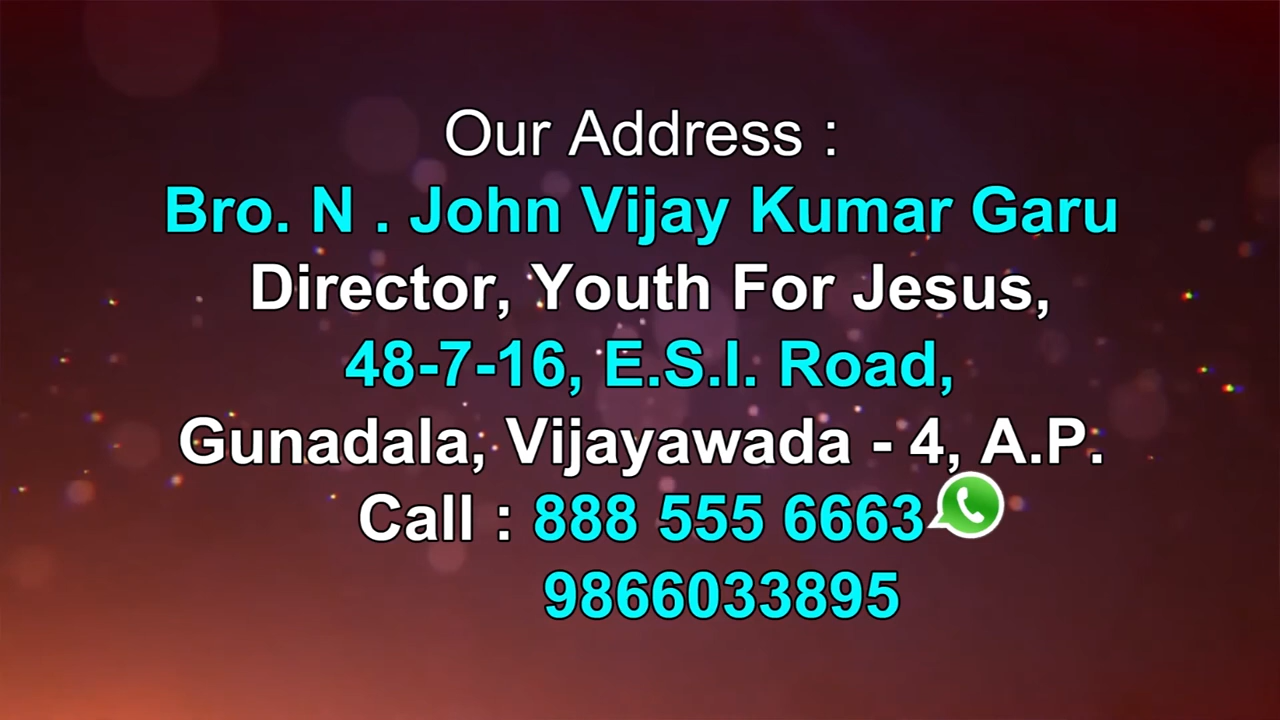 Our Address :
Bro. N . John Vijay Kumar Garu
Director, Youth For Jesus,
48-7-16, E.S.I. Road,
Gunadala, Vijayawada - 4, A.P.
Call : 888 555 6663
9866033895